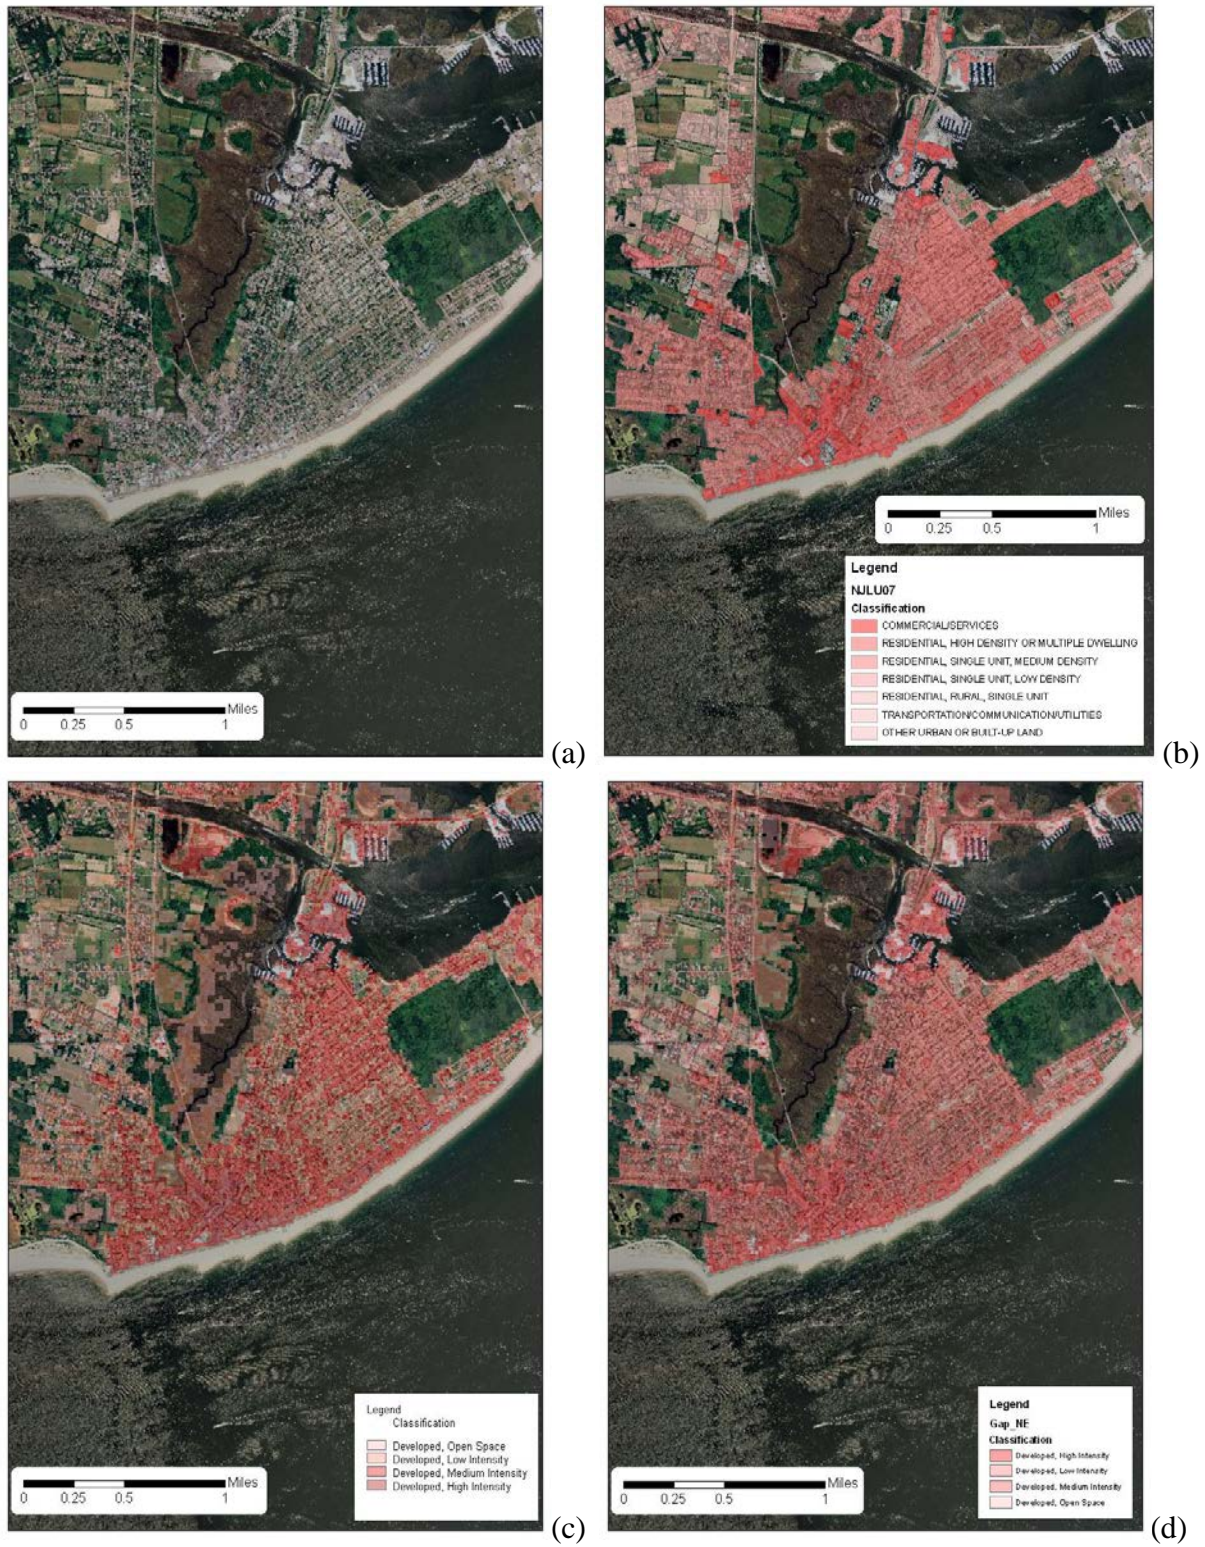 Miles
0 0.25 0.5 1
(a)
Miles
0 0.25 0.5 1
Legend
NJLU07
Classification
COMMERCIAL/SERVICES
RESIDENTIAL, HIGH DENSITY OR MULTIPLE DWELLING
RESIDENTIAL, SINGLE UNIT, MEDIUM DENSITY
RESIDENTIAL, SINGLE UNIT, LOW DENSITY
RESIDENTIAL, RURAL, SINGLE UNIT
TRANSPORTATION/COMMUNICATION/UTILITIES
OTHER URBAN OR BUILT-UP LAND
(b)
Legend
Classification
Developed, Open Space
Developed, Low Intensity
Developed, Medium Intensity
Developed, High Intensity
Miles
0 0.25 0.5 1
(c)
Legend
Gap_NE
Classification
Developed, High Intensity
Developed, Low Intensity
Developed, Medium Intensity
Developed, Open Space
Miles
0 0.25 0.5 1
(d)